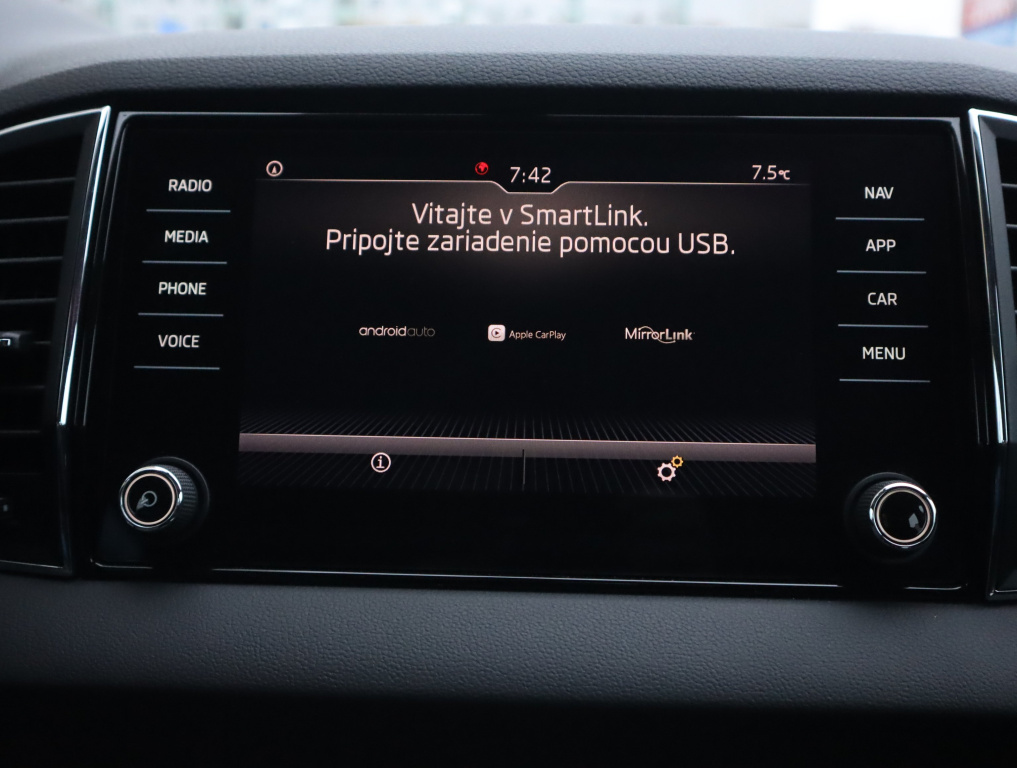 RADIO
MEDIA
PHONE
VOICE
7:42
7.5°C
Vitajte v SmartLink.
Pripojte zariadenie pomocou USB.
androidauto
Apple CarPlay
MirrorLink
NAV
APP
CAR
MENU